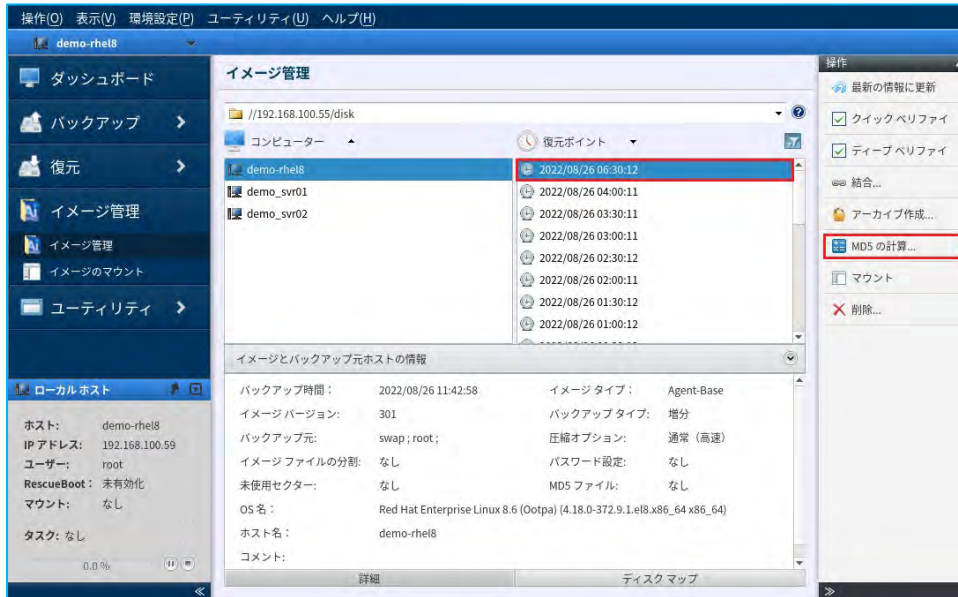 操作(O) 表示(V) 環境設定(P) ユーティリティ(U) ヘルプ(H)
demo-rhel8
ダッシュボード
バックアップ
復元
イメージ管理
イメージ管理
イメージのマウント
ユーティリティ
ローカル ホスト
ホスト: demo-rhel8
IP アドレス: 192.168.100.59
ユーザー: root
RescueBoot: 未有効化
マウント: なし
タスク: なし
0.0 %
イメージ管理
//192.168.100.55/disk
コンピューター
復元ポイント
demo-rhel8
demo_svr01
demo_svr02
2022/08/26 06:30:12
2022/08/26 04:00:11
2022/08/26 03:30:11
2022/08/26 03:00:11
2022/08/26 02:30:12
2022/08/26 02:00:11
2022/08/26 01:30:12
2022/08/26 01:00:12
イメージとバックアップ元ホストの情報
バックアップ時間: 2022/08/26 11:42:58 イメージ タイプ: Agent-Base
イメージ バージョン: 301 バックアップ タイプ: 増分
バックアップ元: swap ; root ; 圧縮オプション: 通常（高速）
イメージ ファイルの分割: なし パスワード設定: なし
未使用セクター: なし MD5 ファイル: なし
OS 名: Red Hat Enterprise Linux 8.6 (Ootpa) (4.18.0-372.9.1.el8.x86_64 x86_64)
ホスト名: demo-rhel8
コメント:
詳細 ディスク マップ
操作
最新の情報に更新
クイック ベリファイ
ディープ ベリファイ
結合...
アーカイブ作成...
MD5 の計算...
マウント
削除...